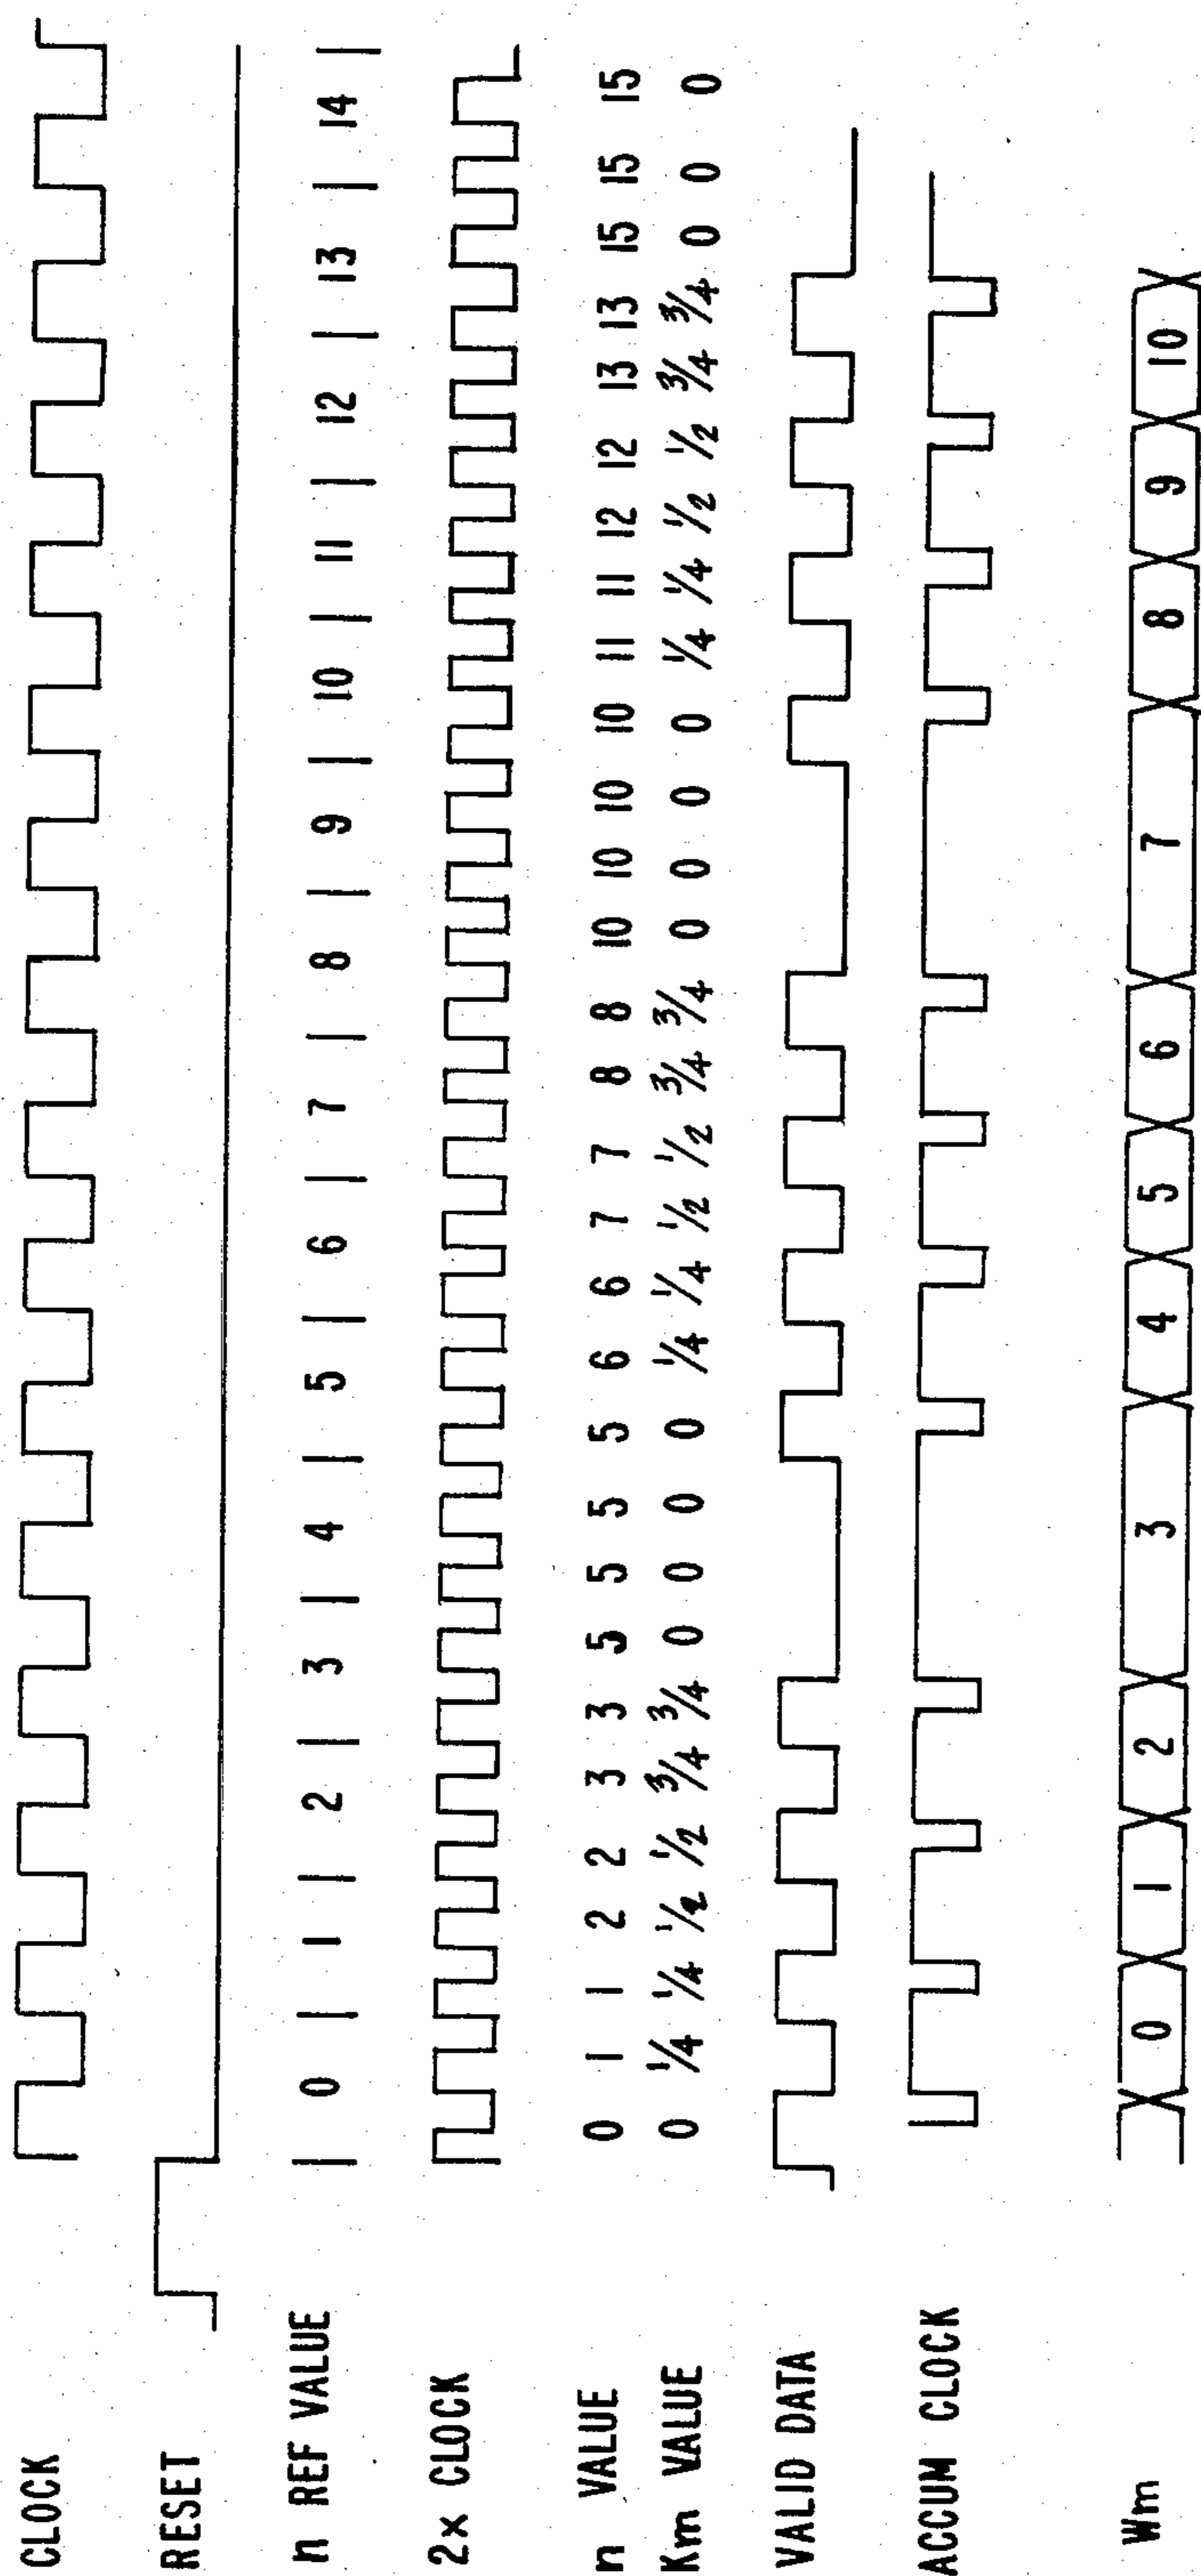 CLOCK
RESET
n REF VALUE | 0 | 1 | 2 | 3 | 4 | 5 | 6 | 7 | 8 | 9 | 10 | 11 | 12 | 13 | 14 |
2x CLOCK
n VALUE 0 1 1 2 2 3 3 5 5 5 5 6 6 7 7 8 8 10 10 10 10 11 11 12 12 13 13 15 15 15
Km VALUE 0 1/4 1/4 1/2 1/2 3/4 3/4 0 0 0 0 1/4 1/4 1/2 1/2 3/4 3/4 0 0 0 0 1/4 1/4 1/2 1/2 3/4 3/4 0 0 0
VALID DATA
ACCUM CLOCK
Wm 0 1 2 3 4 5 6 7 8 9 10